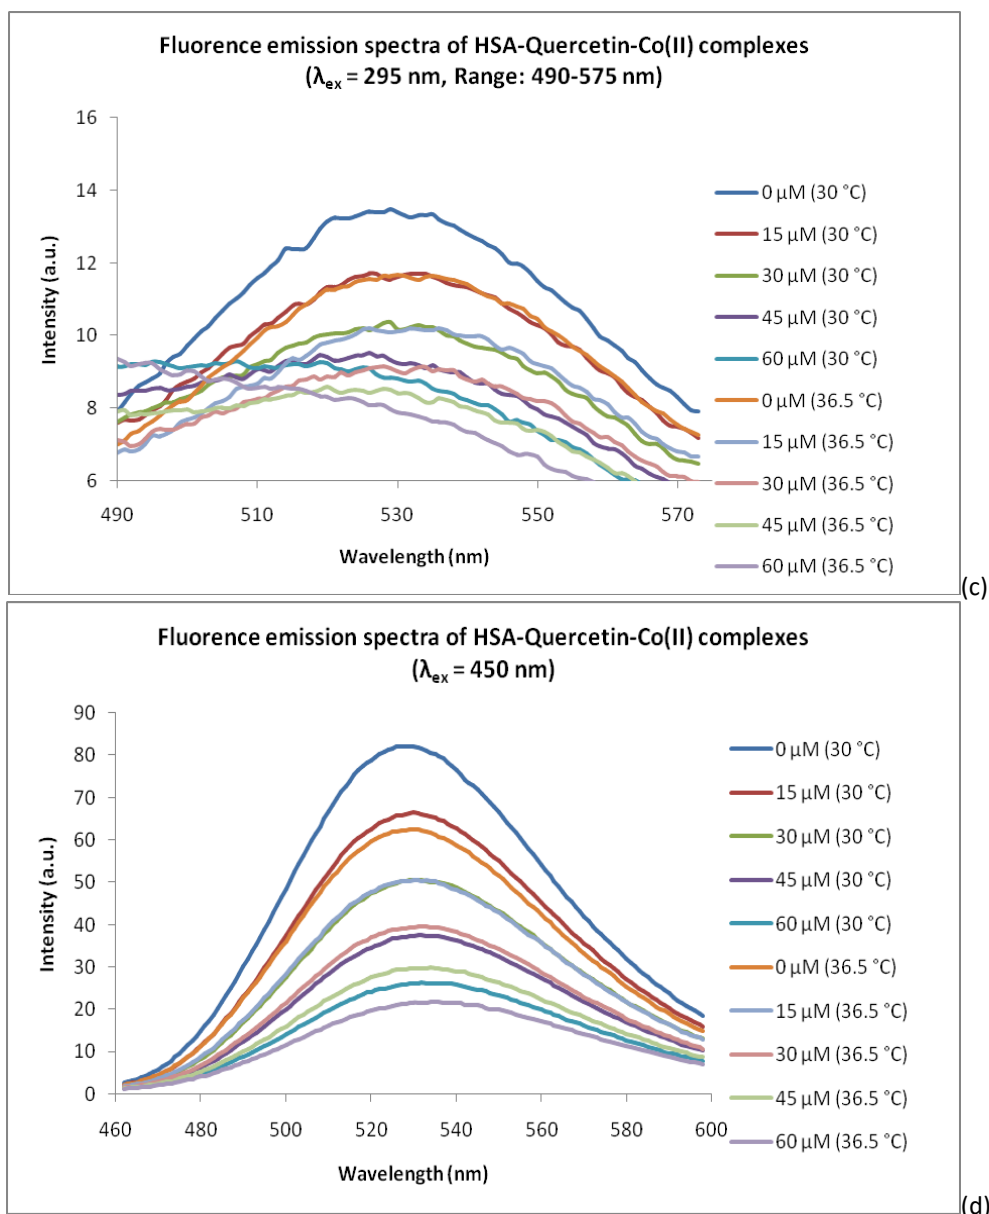 Fluorence emission spectra of HSA-Quercetin-Co(II) complexes
(λex = 295 nm, Range: 490-575 nm)
16
14
12
10
8
6
Intensity (a.u.)
490 510 530 550 570
Wavelength (nm)
0 µM (30 °C)
15 µM (30 °C)
30 µM (30 °C)
45 µM (30 °C)
60 µM (30 °C)
0 µM (36.5 °C)
15 µM (36.5 °C)
30 µM (36.5 °C)
45 µM (36.5 °C)
60 µM (36.5 °C)
(c)
Fluorence emission spectra of HSA-Quercetin-Co(II) complexes
(λex = 450 nm)
90
80
70
60
50
40
30
20
10
0
Intensity (a.u.)
460 480 500 520 540 560 580 600
Wavelength (nm)
0 µM (30 °C)
15 µM (30 °C)
30 µM (30 °C)
45 µM (30 °C)
60 µM (30 °C)
0 µM (36.5 °C)
15 µM (36.5 °C)
30 µM (36.5 °C)
45 µM (36.5 °C)
60 µM (36.5 °C)
(d)